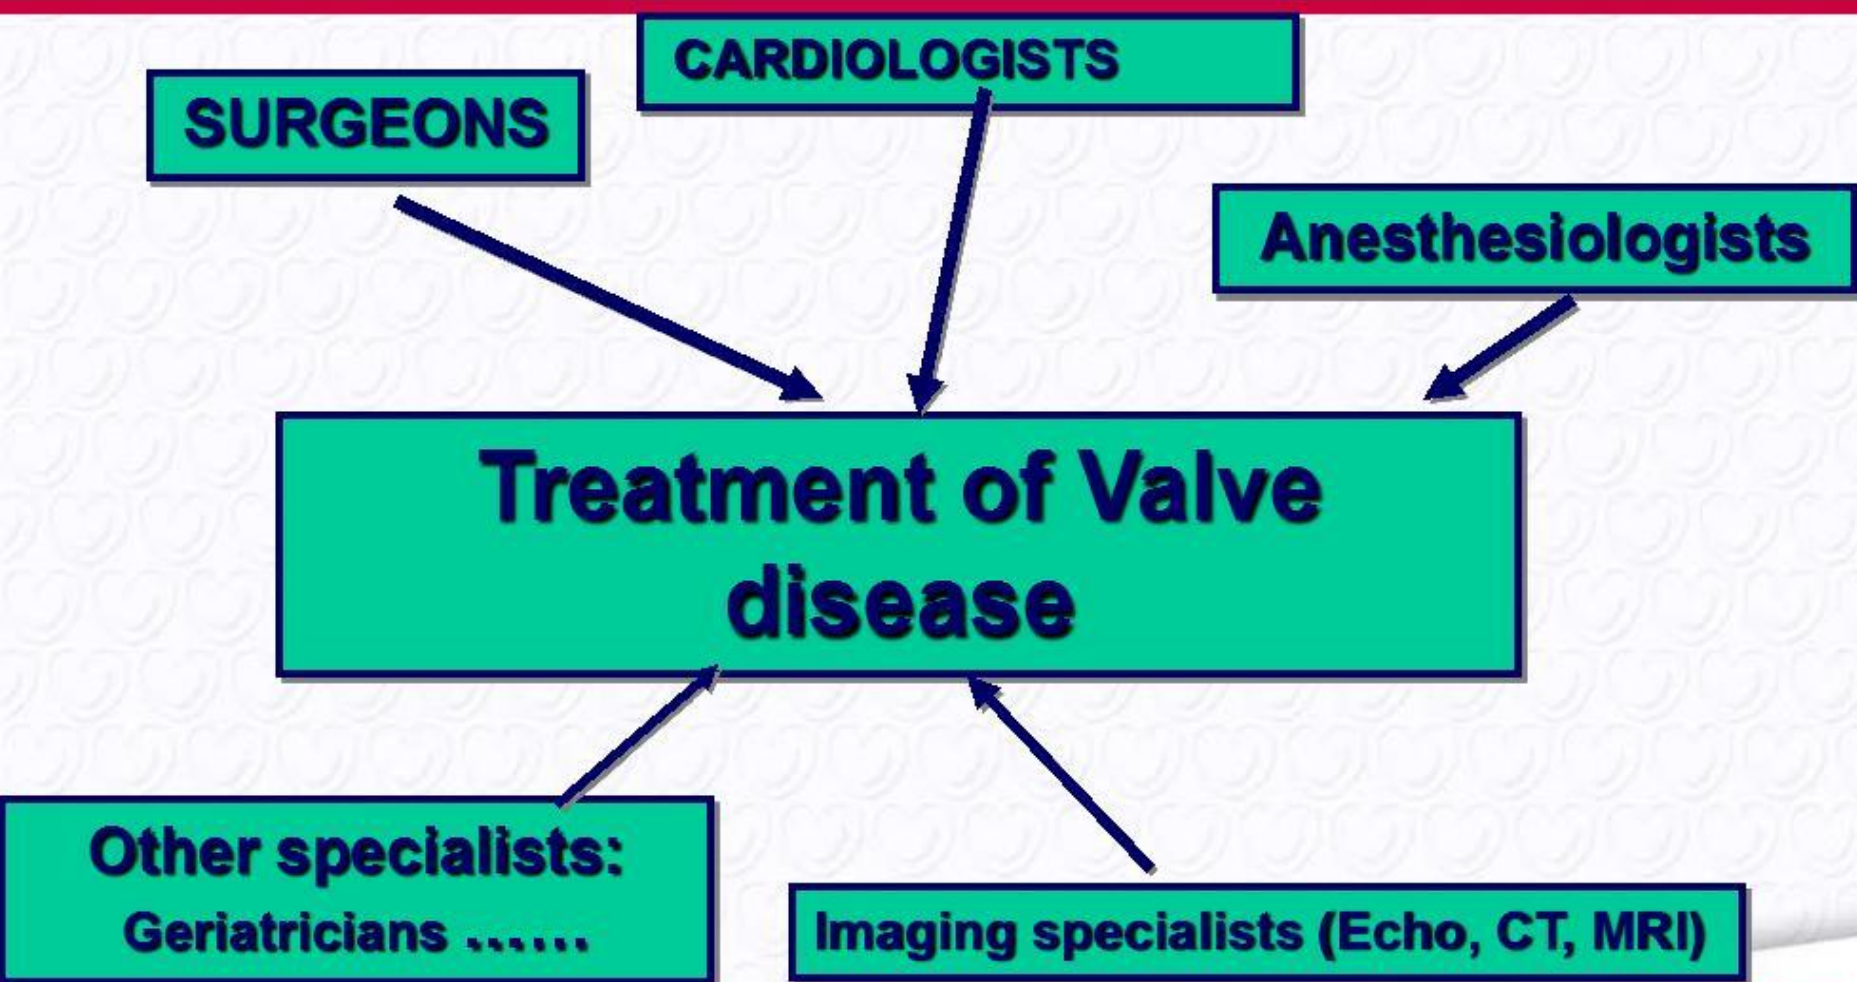 CARDIOLOGISTS
SURGEONS
Anesthesiologists
Treatment of Valve
disease
Other specialists:
Geriatricians ......
Imaging specialists (Echo, CT, MRI)